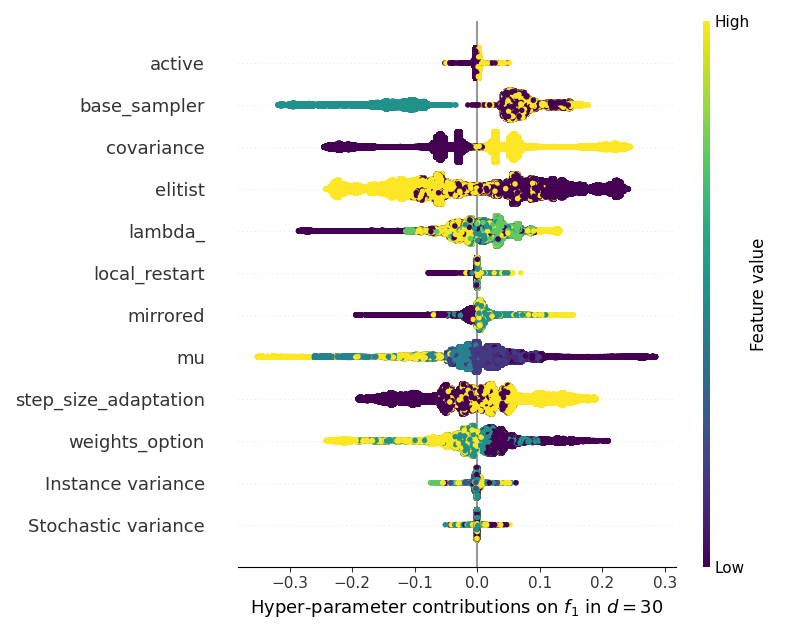 High
active
base_sampler
covariance
elitist
lambda_
local_restart
mirrored
mu
step_size_adaptation
weights_option
Instance variance
Stochastic variance
Feature value
Low
−0.3 −0.2 −0.1 0.0 0.1 0.2 0.3
Hyper-parameter contributions on f₁ in d = 30